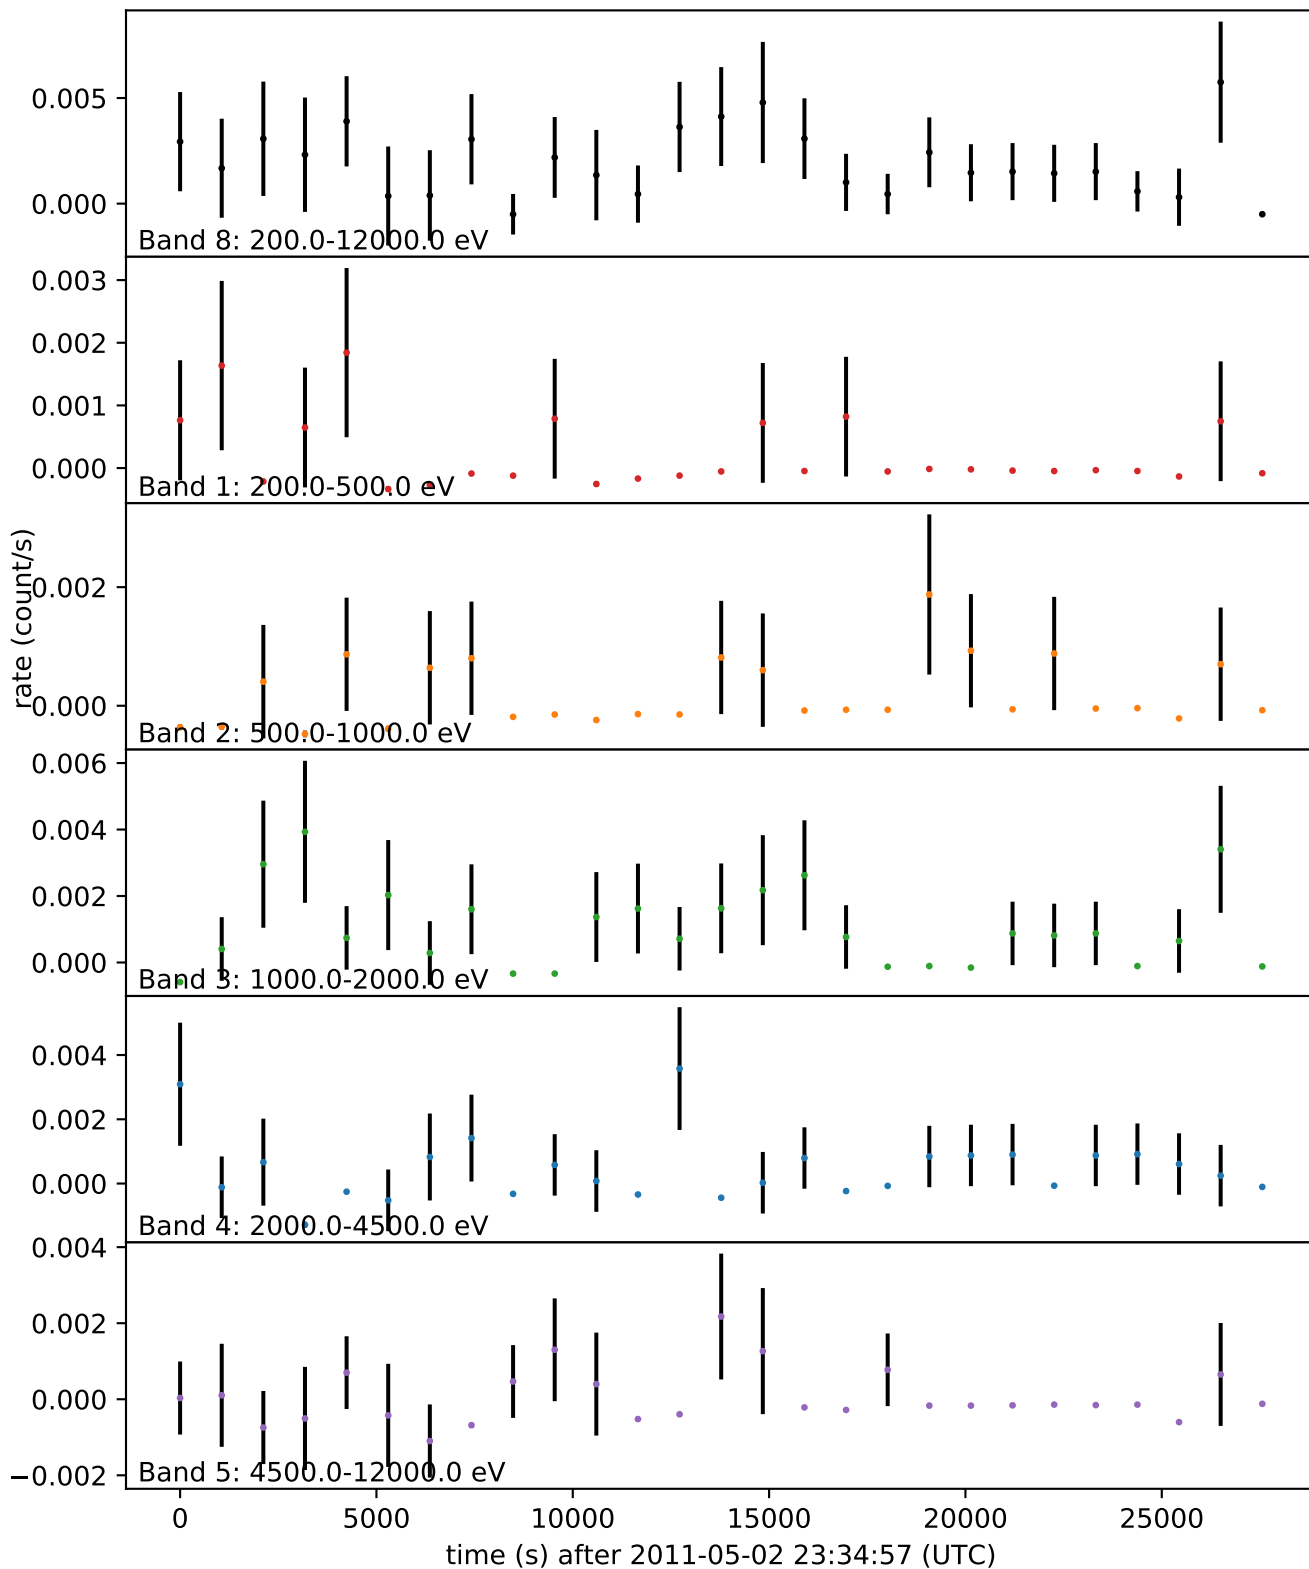 0.005
0.000
Band 8: 200.0-12000.0 eV
0.003
0.002
0.001
0.000
Band 1: 200.0-500.0 eV
rate (count/s)
0.002
0.000
Band 2: 500.0-1000.0 eV
0.006
0.004
0.002
0.000
Band 3: 1000.0-2000.0 eV
0.004
0.002
0.000
Band 4: 2000.0-4500.0 eV
0.004
0.002
0.000
−0.002
Band 5: 4500.0-12000.0 eV
0 5000 10000 15000 20000 25000
time (s) after 2011-05-02 23:34:57 (UTC)